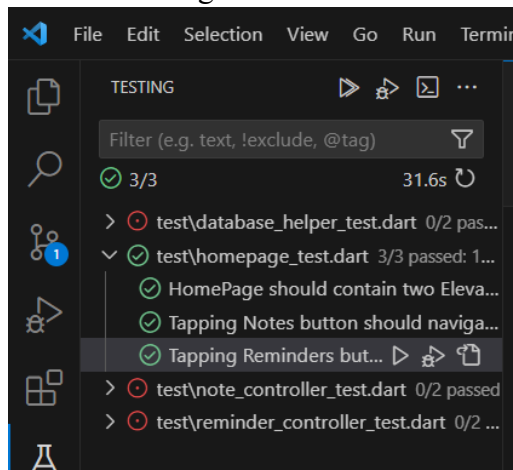 File Edit Selection View Go Run Termin
TESTING
Filter (e.g. text, !exclude, @tag)
3/3 31.6s
test\database_helper_test.dart 0/2 pas...
1 test\homepage_test.dart 3/3 passed: 1...
HomePage should contain two Eleva...
Tapping Notes button should naviga...
Tapping Reminders but...
test\note_controller_test.dart 0/2 passed
test\reminder_controller_test.dart 0/2 ...